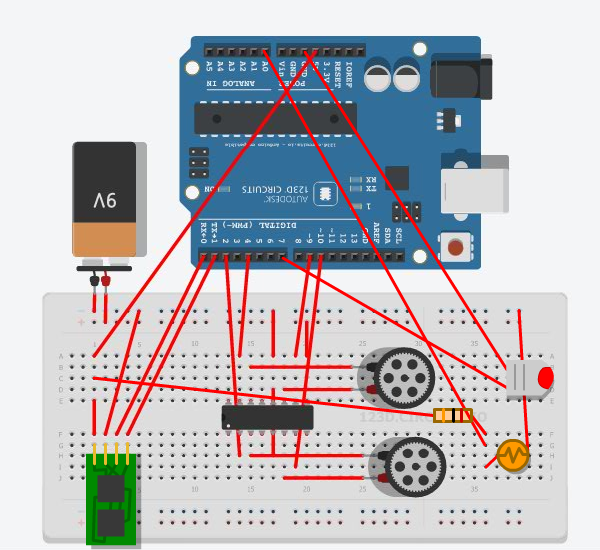 A5
A4
A3
A2
A1
A0
Vin
GND
GND
5V
3.3V
RESET
IOREF
ANALOG IN
POWER
AUTODESK
123D CIRCUITS
ON
RX
TX
1
DIGITAL (PWM~)
RX←0
TX→1
2
3
4
5
6
7
8
~9
~10
~11
12
13
GND
AREF
SDA
SCL
9V
10
15
25
A
B
C
D
E
A
B
C
D
E
F
G
H
I
J
F
G
H
I
J
123D.CIRCUITS.IO
5
10
15
20
25
30
35